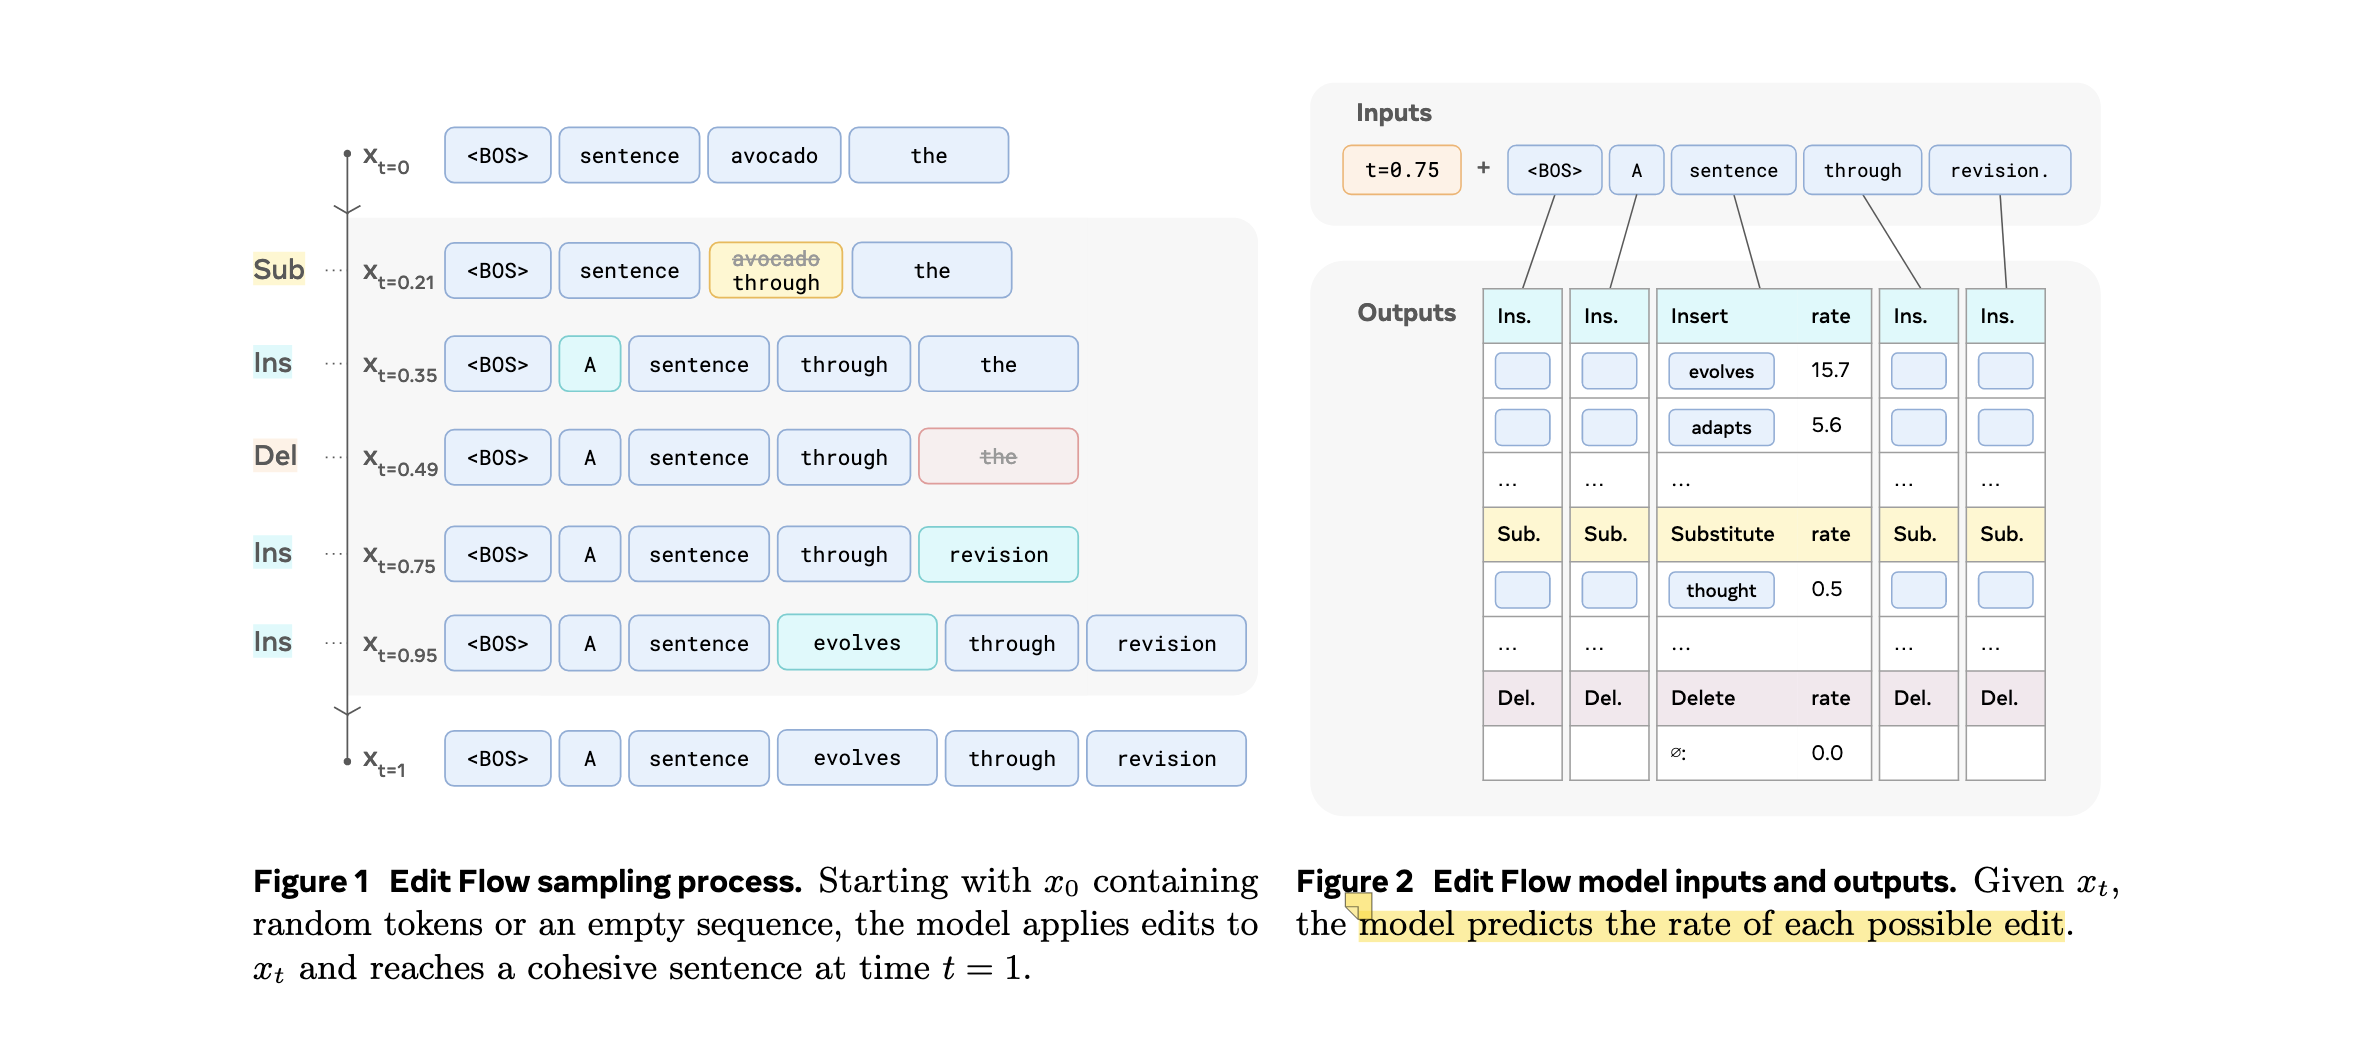 x_{t=0} <BOS> sentence avocado the
Sub ... x_{t=0.21} <BOS> sentence avocado through the
Ins ... x_{t=0.35} <BOS> A sentence through the
Del ... x_{t=0.49} <BOS> A sentence through the
Ins ... x_{t=0.75} <BOS> A sentence through revision
Ins ... x_{t=0.95} <BOS> A sentence evolves through revision
x_{t=1} <BOS> A sentence evolves through revision
Figure 1 Edit Flow sampling process. Starting with x_0 containing
random tokens or an empty sequence, the model applies edits to
x_t and reaches a cohesive sentence at time t = 1.
Inputs
t=0.75 + <BOS> A sentence through revision.
Outputs
Ins. Ins. Insert rate Ins. Ins.
evolves 15.7
adapts 5.6
... ... ... ... ...
Sub. Sub. Substitute rate Sub. Sub.
thought 0.5
... ... ... ... ...
Del. Del. Delete rate Del. Del.
∅: 0.0
Figure 2 Edit Flow model inputs and outputs. Given x_t,
the model predicts the rate of each possible edit.